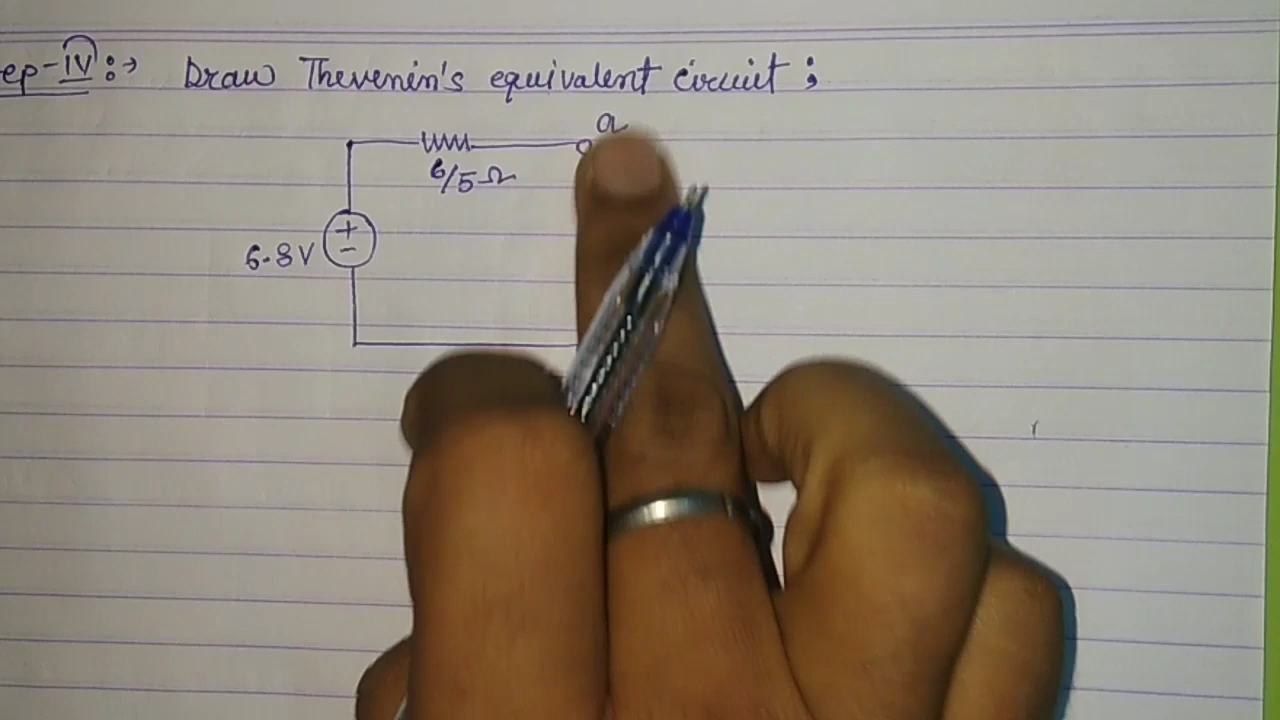 ep-IV :→ Draw Thevenin's equivalent circuit ;
a
6/5 Ω
6.8 V
+
-